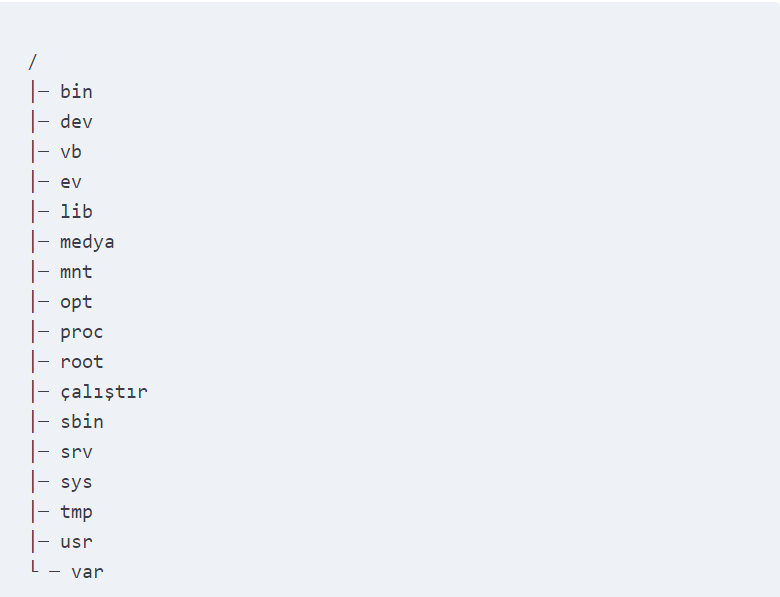 /
├─ bin
├─ dev
├─ vb
├─ ev
├─ lib
├─ medya
├─ mnt
├─ opt
├─ proc
├─ root
├─ çalıştır
├─ sbin
├─ srv
├─ sys
├─ tmp
├─ usr
└ ─ var